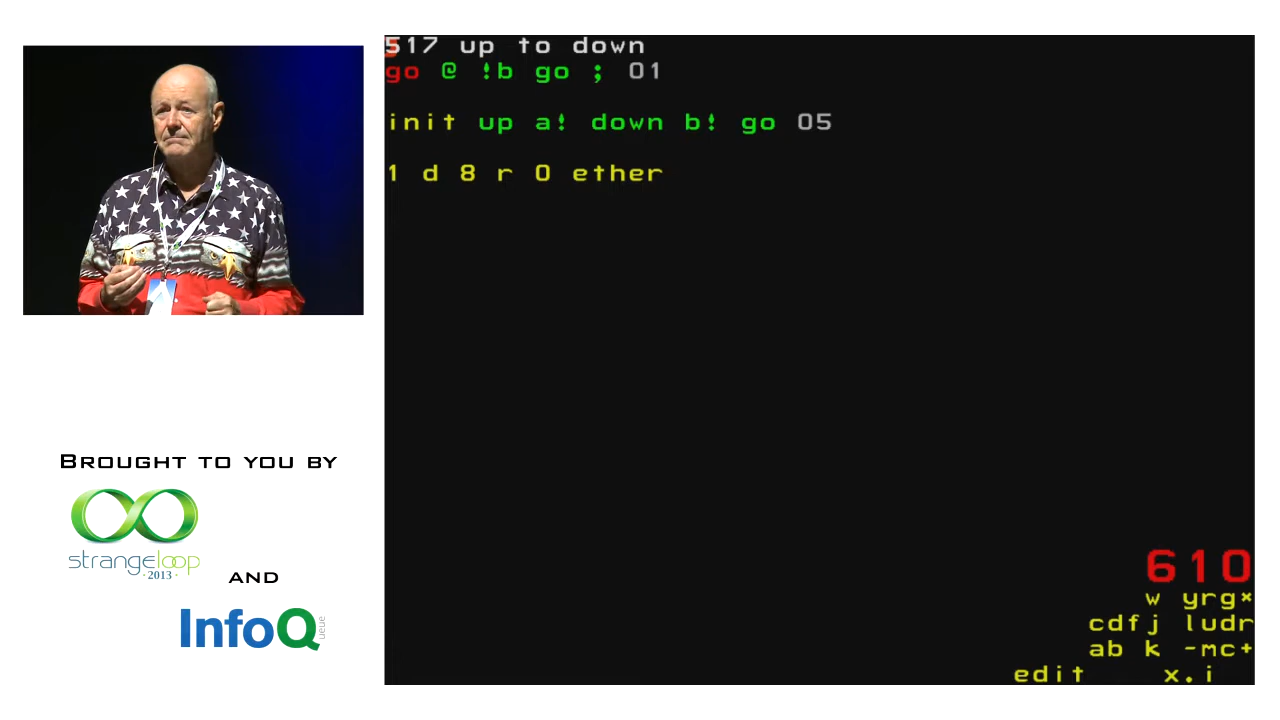 517 up to down
go @ !b go ; 01
init up a! down b! go 05
1 d 8 r 0 ether
BROUGHT TO YOU BY
strangeloop
·2013·
AND
InfoQ
ueue
610
w yrg*
cdfj ludr
ab k -mc+
edit x.i